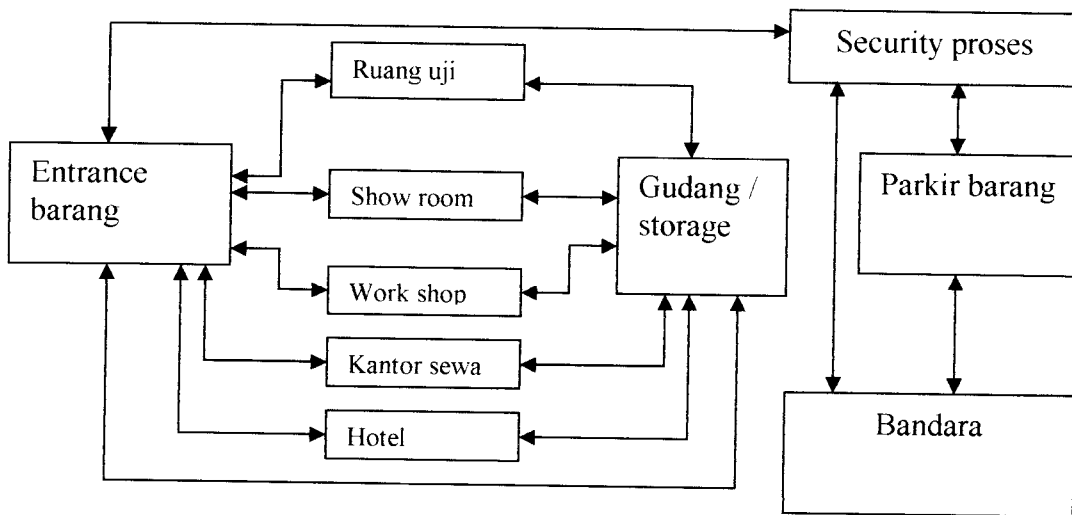 Security proses
Ruang uji
Entrance
barang
Show room
Gudang /
storage
Parkir barang
Work shop
Kantor sewa
Hotel
Bandara